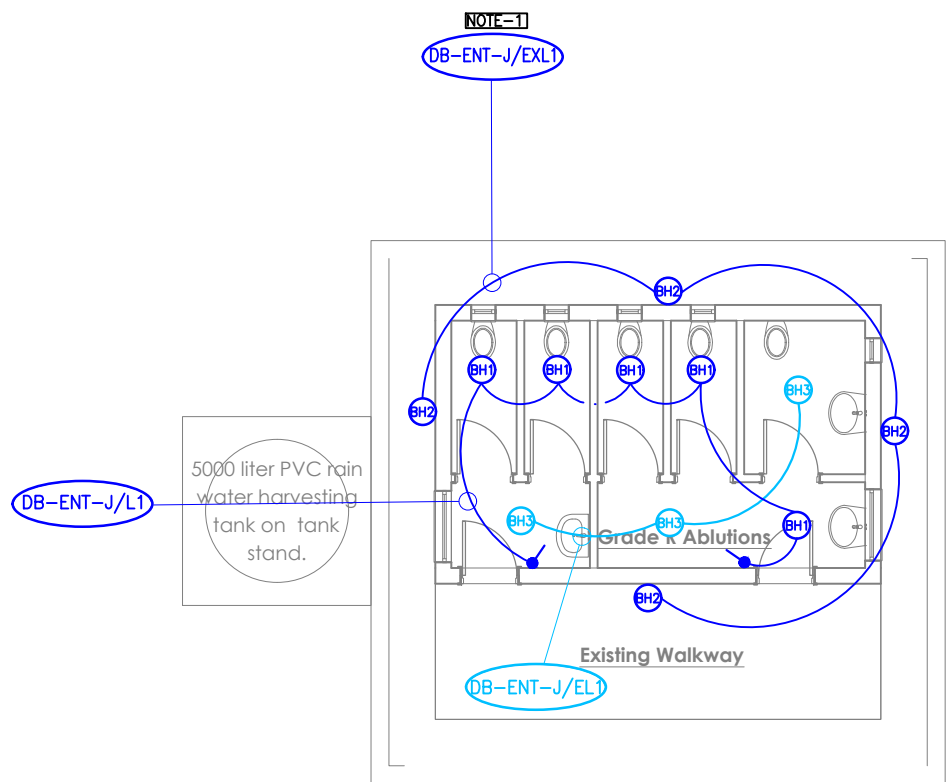 NOTE-1
DB-ENT-J/EXL1
BH2
BH1
BH1
BH1
BH1
BH3
BH2
BH2
5000 liter PVC rain
water harvesting
tank on tank
stand.
DB-ENT-J/L1
BH3
BH3
BH1
Grade R Ablutions
BH2
Existing Walkway
DB-ENT-J/EL1